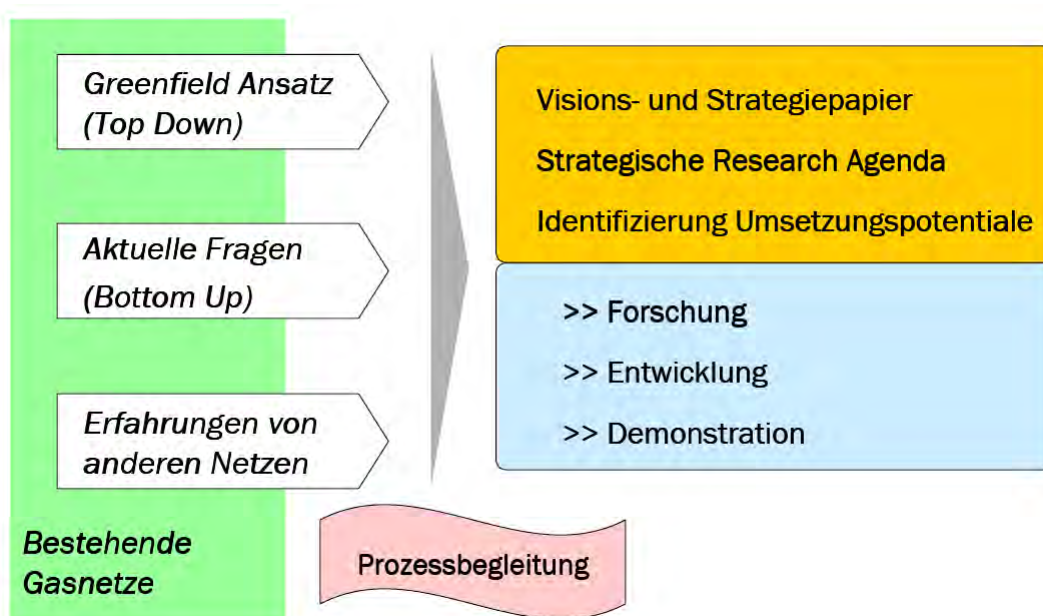 Greenfield Ansatz
(Top Down)
Aktuelle Fragen
(Bottom Up)
Erfahrungen von
anderen Netzen
Bestehende
Gasnetze
Prozessbegleitung
Visions- und Strategiepapier
Strategische Research Agenda
Identifizierung Umsetzungspotentiale
>> Forschung
>> Entwicklung
>> Demonstration